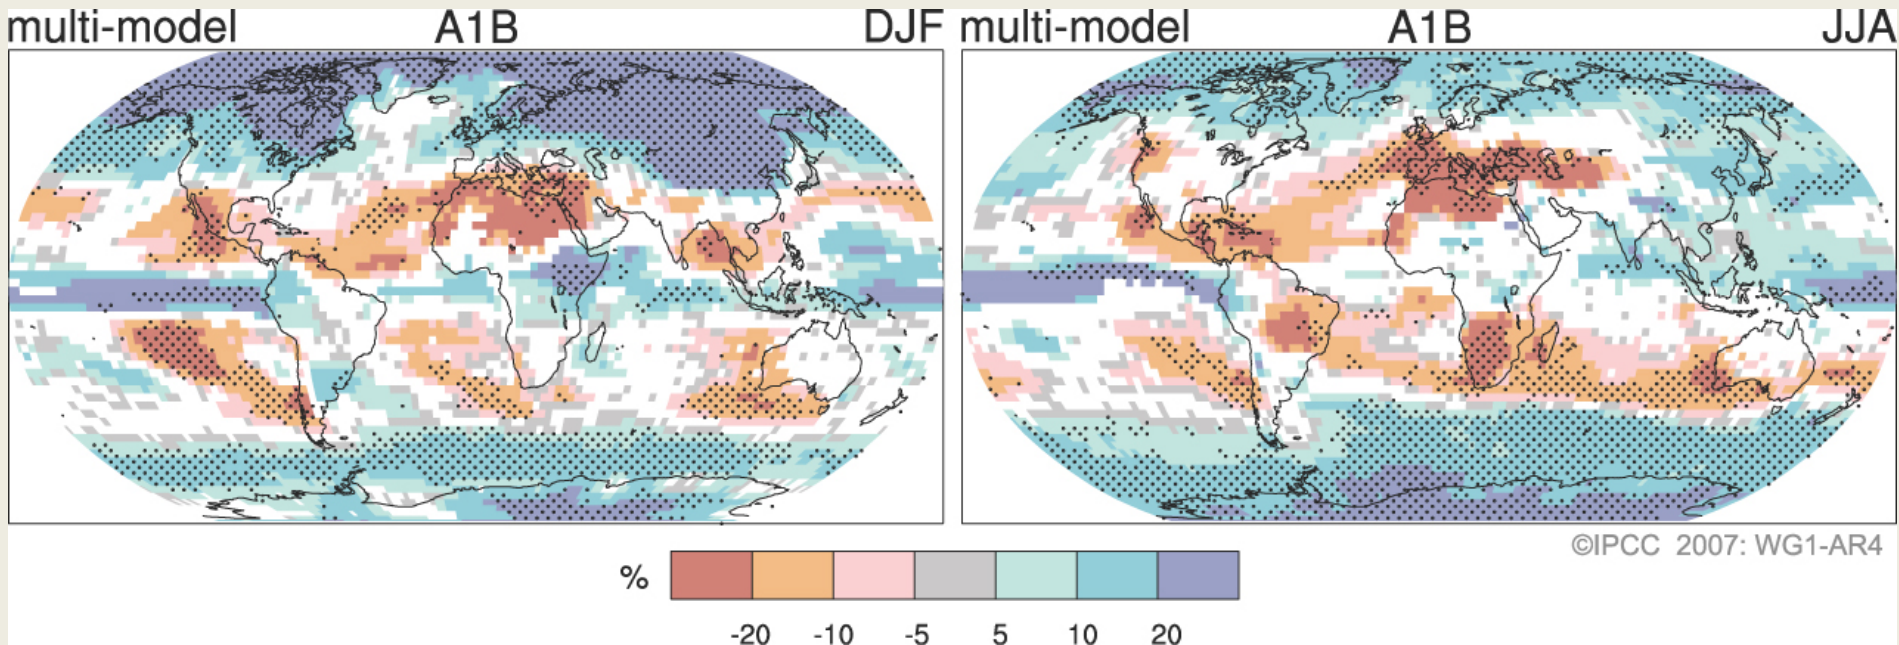 multi-model A1B DJF
multi-model A1B JJA
©IPCC 2007: WG1-AR4
%
-20 -10 -5 5 10 20